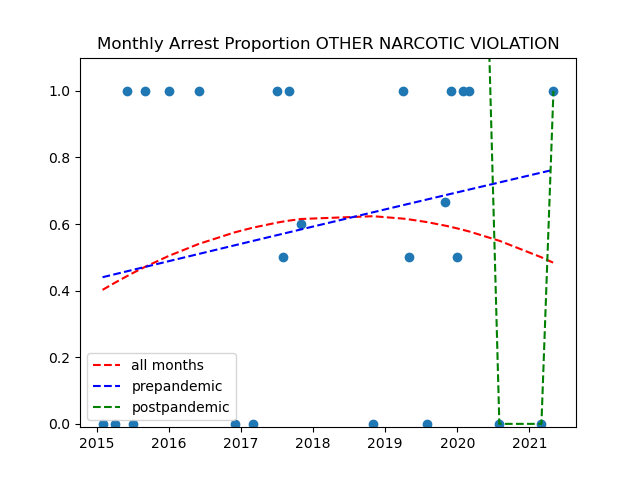 Monthly Arrest Proportion OTHER NARCOTIC VIOLATION
1.0
0.8
0.6
0.4
0.2
0.0
all months
prepandemic
postpandemic
2015 2016 2017 2018 2019 2020 2021